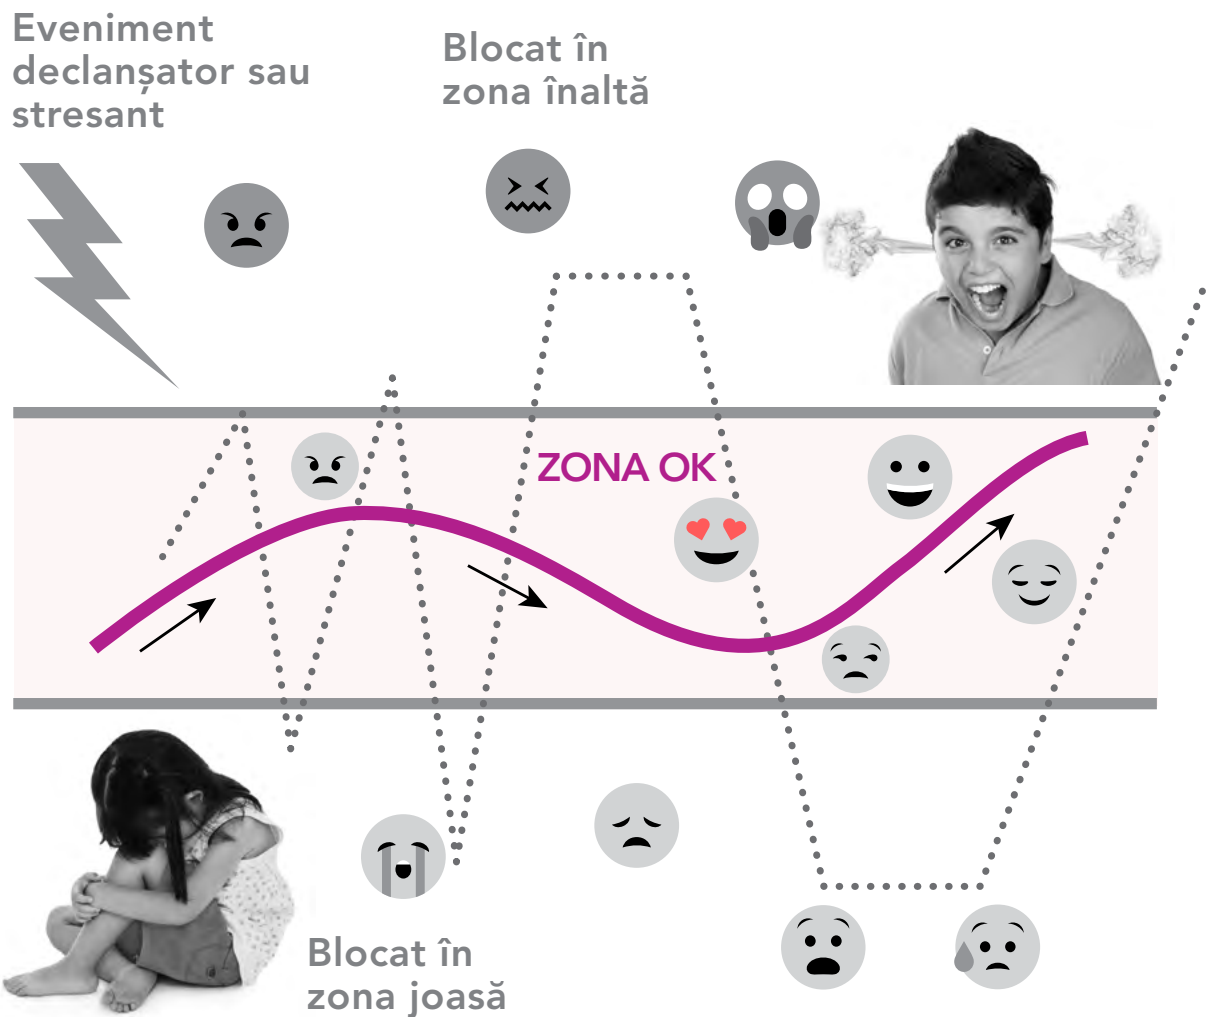 Eveniment
declanșator sau
stresant
Blocat în
zona înaltă
ZONA OK
Blocat în
zona joasă